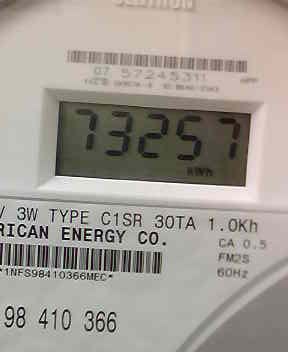 07 57245311
73257
kWh
3W TYPE C1SR 30TA 1.0Kh
RICAN ENERGY CO.
CA 0.5
FM2S
60Hz
*1NFS98410366MEC*
98 410 366